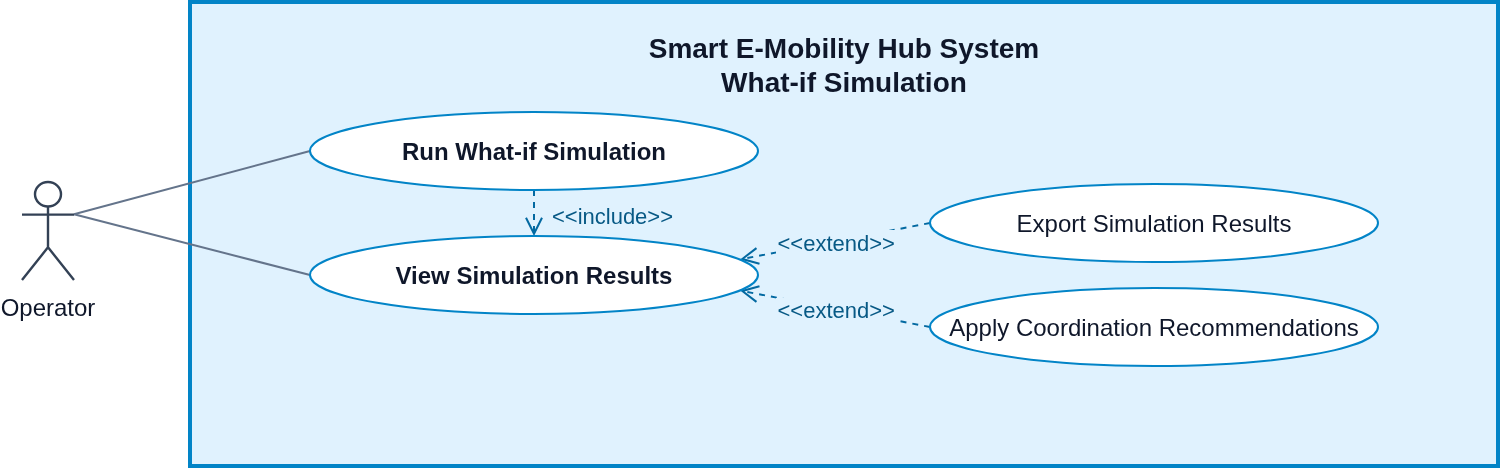 Smart E-Mobility Hub System
What-if Simulation
Run What-if Simulation
<<include>>
View Simulation Results
<<extend>>
Export Simulation Results
<<extend>>
Apply Coordination Recommendations
Operator